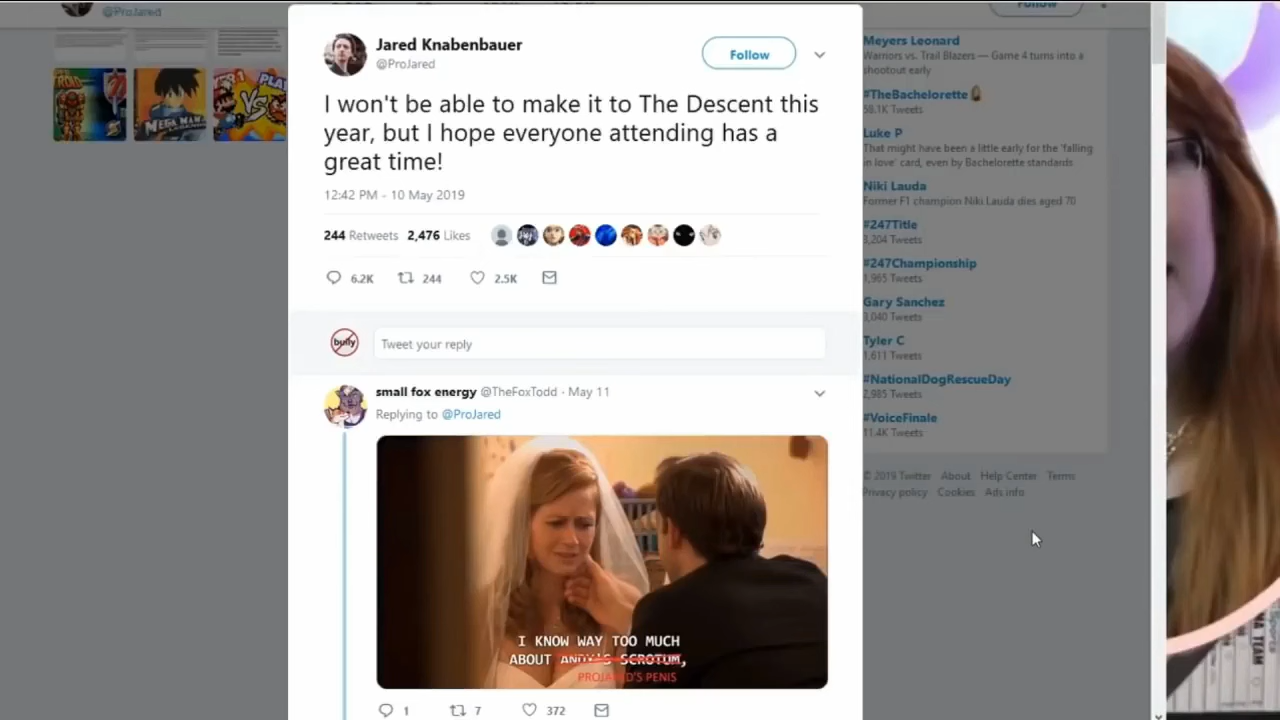 @ProJared
Follow
Jared Knabenbauer
@ProJared
Follow
I won't be able to make it to The Descent this
year, but I hope everyone attending has a
great time!
12:42 PM - 10 May 2019
244 Retweets 2,476 Likes
6.2K 244 2.5K
bully
Tweet your reply
small fox energy @TheFoxTodd · May 11
Replying to @ProJared
I KNOW WAY TOO MUCH
ABOUT ANDY'S SCROTUM,
PROJARED'S PENIS
1 7 372
MEGA MAN
VS
Meyers Leonard
Warriors vs. Trail Blazers — Game 4 turns into a
shootout early
#TheBachelorette
58.1K Tweets
Luke P
That might have been a little early for the 'falling
in love' card, even by Bachelorette standards
Niki Lauda
Former F1 champion Niki Lauda dies aged 70
#247Title
3,204 Tweets
#247Championship
1,965 Tweets
Gary Sanchez
3,040 Tweets
Tyler C
1,611 Tweets
#NationalDogRescueDay
2,985 Tweets
#VoiceFinale
11.4K Tweets
© 2019 Twitter About Help Center Terms
Privacy policy Cookies Ads info